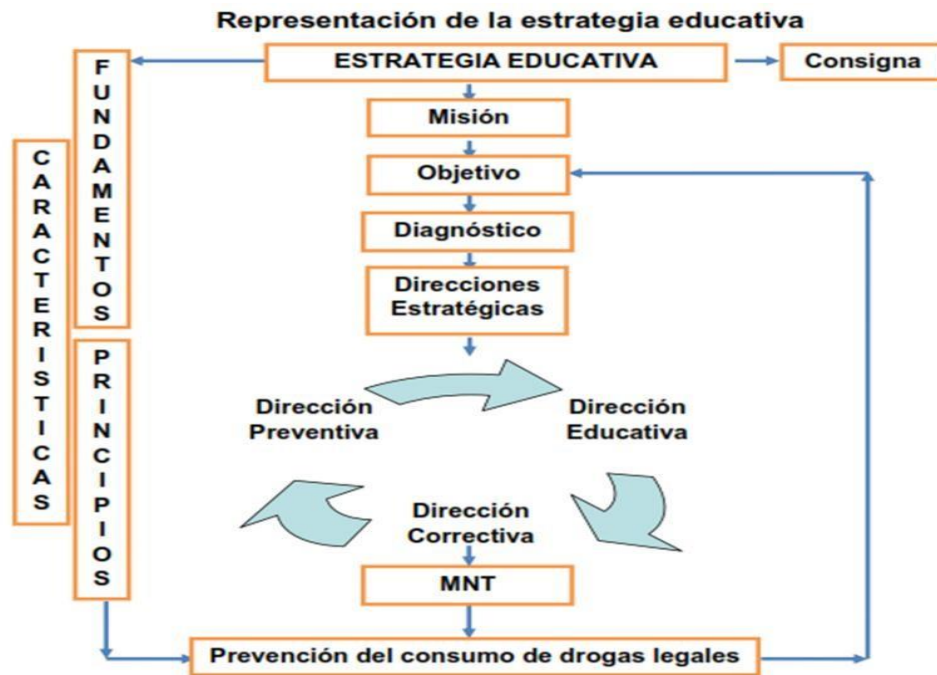 Representación de la estrategia educativa
ESTRATEGIA EDUCATIVA
Consigna
FUNDAMENTOS
CARACTERISTICAS
PRINCIPIOS
Misión
Objetivo
Diagnóstico
Direcciones
Estratégicas
Dirección
Preventiva
Dirección
Educativa
Dirección
Correctiva
MNT
Prevención del consumo de drogas legales